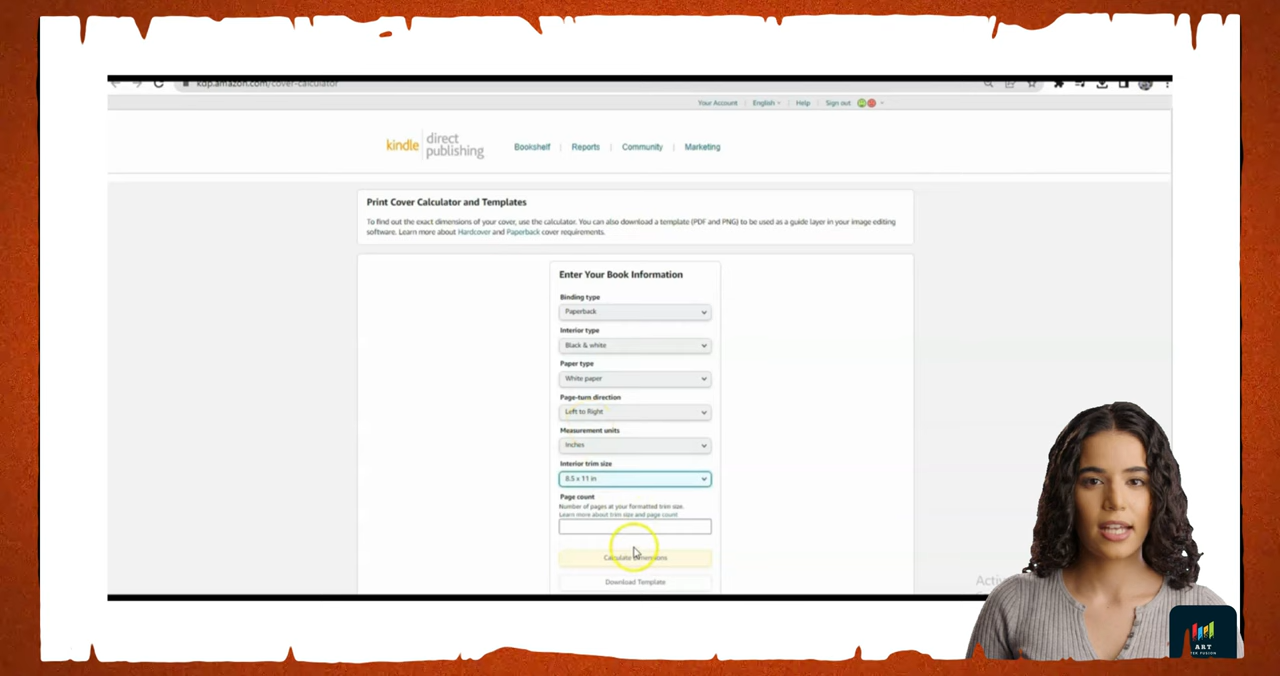 kdp.amazon.com/cover-calculator
Your Account English Help Sign out
kindle direct publishing
Bookshelf Reports Community Marketing
Print Cover Calculator and Templates
To find out the exact dimensions of your cover, use the calculator. You can also download a template (PDF and PNG) to be used as a guide layer in your image editing
software. Learn more about Hardcover and Paperback cover requirements.
Enter Your Book Information
Binding type
Paperback
Interior type
Black & white
Paper type
White paper
Page-turn direction
Left to Right
Measurement units
Inches
Interior trim size
8.5 x 11 in
Page count
Number of pages at your formatted trim size.
Learn more about trim size and page count
Calculate Dimensions
Download Template
ART